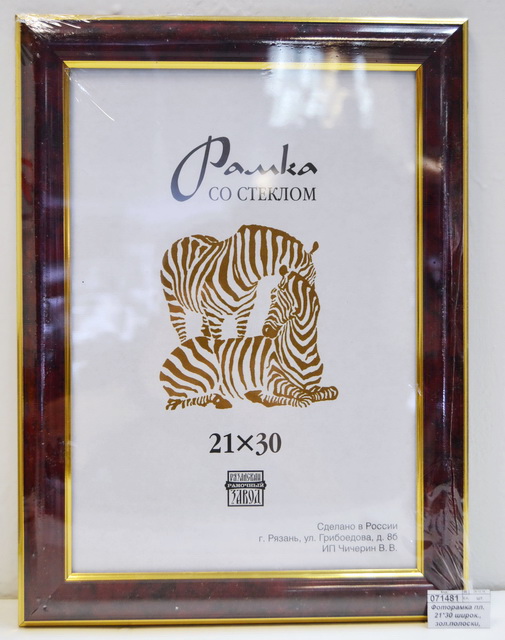 Рамка
СО СТЕКЛОМ
21×30
РЯЗАНСКИЙ
РАМОЧНЫЙ
ЗАВОД
Сделано в России
г. Рязань, ул. Грибоедова, д. 8б
ИП Чичерин В. В.
071481
Фоторамка пл.
21*30 широк.,
зол.полоски,